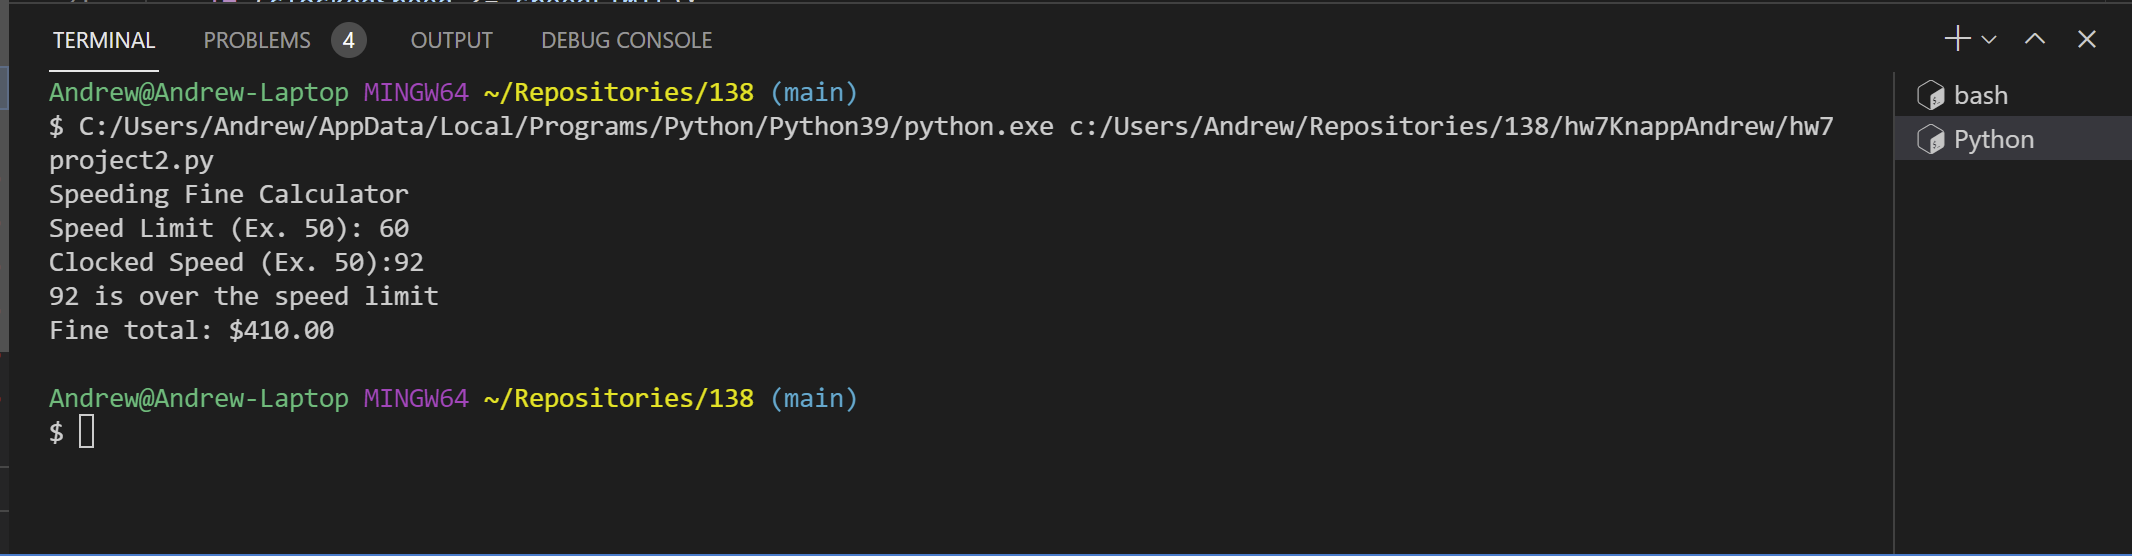 TERMINAL PROBLEMS 4 OUTPUT DEBUG CONSOLE
Andrew@Andrew-Laptop MINGW64 ~/Repositories/138 (main)
$ C:/Users/Andrew/AppData/Local/Programs/Python/Python39/python.exe c:/Users/Andrew/Repositories/138/hw7KnappAndrew/hw7
project2.py
Speeding Fine Calculator
Speed Limit (Ex. 50): 60
Clocked Speed (Ex. 50):92
92 is over the speed limit
Fine total: $410.00
Andrew@Andrew-Laptop MINGW64 ~/Repositories/138 (main)
$
bash
Python